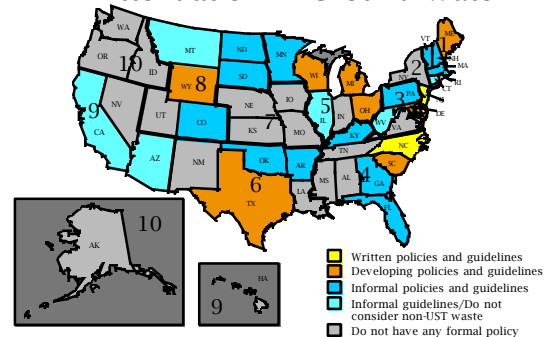 WA
OR
10
ID
MT
ND
SD
MN
WY
8
NV
UT
9
CA
AZ
CO
NM
NE
KS
7
OK
TX
6
IO
MO
AR
LA
WI
IL
5
MI
IN
OH
KY
TN
MS
AL
4
GA
FL
SC
NC
VA
WV
3
PA
NY
2
VT
1
ME
NH
MA
RI
CT
DE
AK
10
HA
9
Written policies and guidelines
Developing policies and guidelines
Informal policies and guidelines
Informal guidelines/Do not
consider non-UST waste
Do not have any formal policy